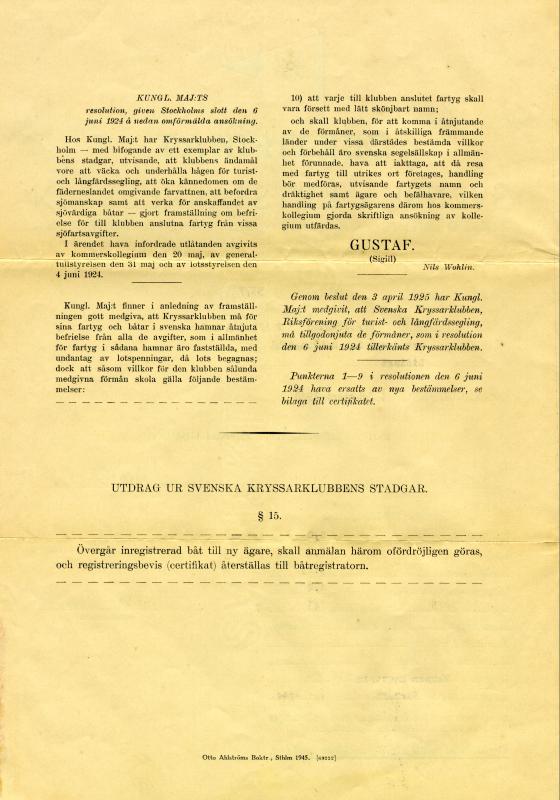 KUNGL. MAJ:TS
resolution, given Stockholms slott den 6
juni 1924 å nedan omförmälda ansökning.
Hos Kungl. Maj:t har Kryssarklubben, Stock-
holm — med bifogande av ett exemplar av klub-
bens stadgar, utvisande, att klubbens ändamål
vore att väcka och underhålla hågen för turist-
och långfärdssegling, att öka kännedomen om de
fäderneslandet omgivande farvattnen, att befordra
sjömanskap samt att verka för anskaffandet av
sjövärdiga båtar — gjort framställning om befri-
else för till klubben anslutna fartyg från vissa
sjöfartsavgifter.
I ärendet hava infordrade utlåtanden avgivits
av kommerskollegium den 20 maj, av general-
tullstyrelsen den 31 maj och av lotsstyrelsen den
4 juni 1924.
Kungl. Maj:t finner i anledning av framställ-
ningen gott medgiva, att Kryssarklubben må för
sina fartyg och båtar i svenska hamnar åtnjuta
befrielse från alla de avgifter, som i allmänhet
för fartyg i sådana hamnar äro fastställda, med
undantag av lotspenningar, då lots begagnas;
dock att såsom villkor för den klubben sålunda
medgivna förmån skola gälla följande bestäm-
melser:
10) att varje till klubben anslutet fartyg skall
vara försett med lätt skönjbart namn;
och skall klubben, för att komma i åtnjutande
av de förmåner, som i åtskilliga främmande
länder under vissa därstädes bestämda villkor
och förbehåll äro svenska segelsällskap i allmän-
het förunnade, hava att iakttaga, att då resa
med fartyg till utrikes ort företages, handling
bör medföras, utvisande fartygets namn och
dräktighet samt ägare och befälhavare, vilken
handling på fartygsägarens därom hos kommers-
kollegium gjorda skriftliga ansökning av kolle-
gium utfärdas.
GUSTAF.
(Sigill)
Nils Wohlin.
Genom beslut den 3 april 1925 har Kungl.
Maj:t medgivit, att Svenska Kryssarklubben,
Riksförening för turist- och långfärdssegling,
må tillgodonjuta de förmåner, som i resolution
den 6 juni 1924 tillerkänts Kryssarklubben.
Punkterna 1—9 i resolutionen den 6 juni
1924 hava ersatts av nya bestämmelser, se
bilaga till certifikatet.
UTDRAG UR SVENSKA KRYSSARKLUBBENS STADGAR.
§ 15.
Övergår inregistrerad båt till ny ägare, skall anmälan härom ofördröjligen göras,
och registreringsbevis (certifikat) återställas till båtregistratorn.
Otto Ahlströms Boktr., Sthlm 1945.